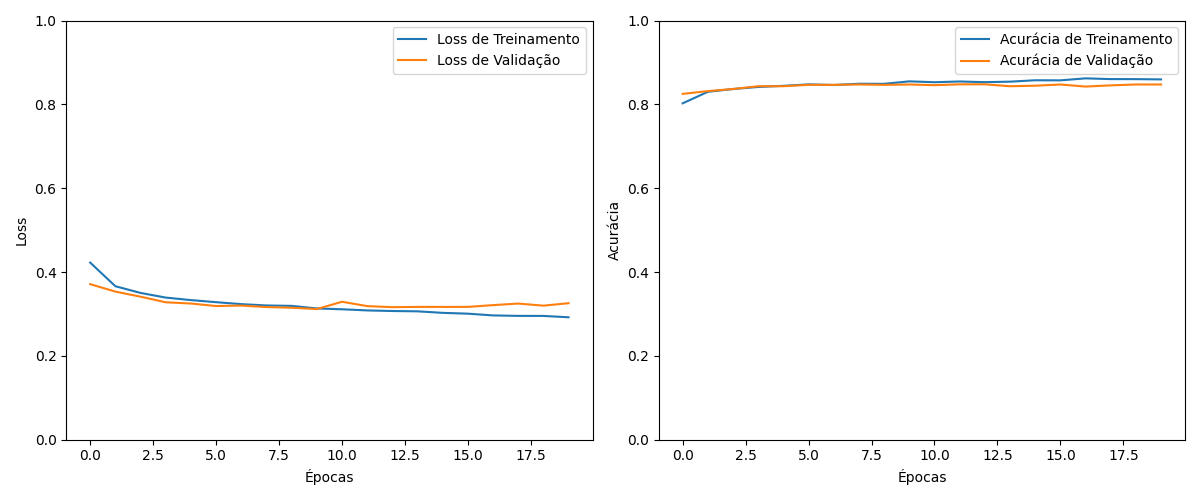 Loss de Treinamento
Loss de Validação
1.0
0.8
0.6
0.4
0.2
0.0
Loss
0.0 2.5 5.0 7.5 10.0 12.5 15.0 17.5
Épocas
Acurácia de Treinamento
Acurácia de Validação
1.0
0.8
0.6
0.4
0.2
0.0
Acurácia
0.0 2.5 5.0 7.5 10.0 12.5 15.0 17.5
Épocas